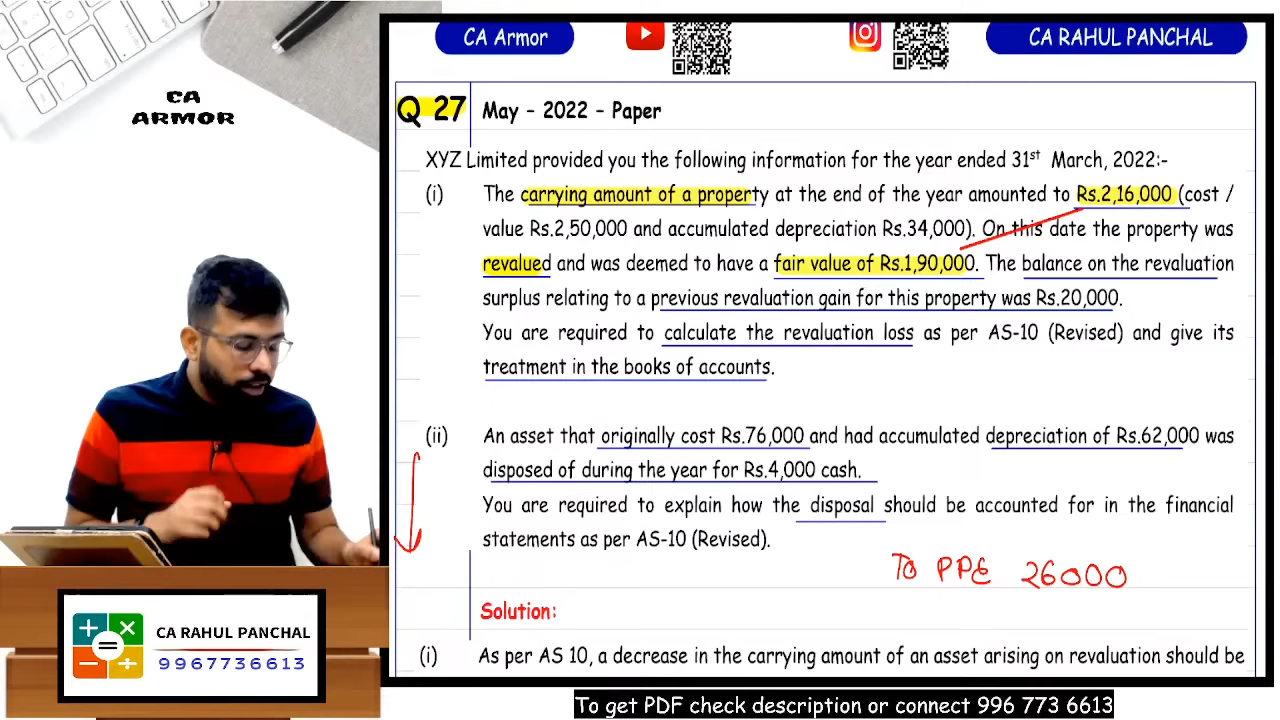 CA Armor
CA RAHUL PANCHAL
CA
ARMOR
Q 27
May - 2022 - Paper
XYZ Limited provided you the following information for the year ended 31st March, 2022:-
(i) The carrying amount of a property at the end of the year amounted to Rs.2,16,000 (cost /
value Rs.2,50,000 and accumulated depreciation Rs.34,000). On this date the property was
revalued and was deemed to have a fair value of Rs.1,90,000. The balance on the revaluation
surplus relating to a previous revaluation gain for this property was Rs.20,000.
You are required to calculate the revaluation loss as per AS-10 (Revised) and give its
treatment in the books of accounts.
(ii) An asset that originally cost Rs.76,000 and had accumulated depreciation of Rs.62,000 was
disposed of during the year for Rs.4,000 cash.
You are required to explain how the disposal should be accounted for in the financial
statements as per AS-10 (Revised).
To PPE 26000
Solution:
(i) As per AS 10, a decrease in the carrying amount of an asset arising on revaluation should be
CA RAHUL PANCHAL
9967736613
To get PDF check description or connect 996 773 6613